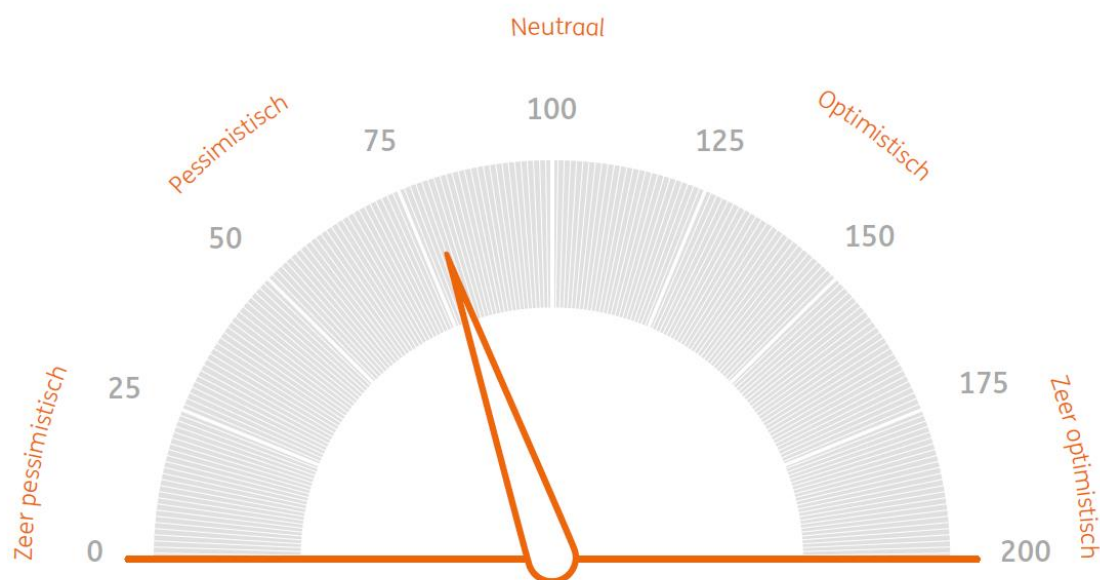 Neutraal
100
75
125
Pessimistisch
Optimistisch
50
150
25
175
Zeer pessimistisch
Zeer optimistisch
0
200